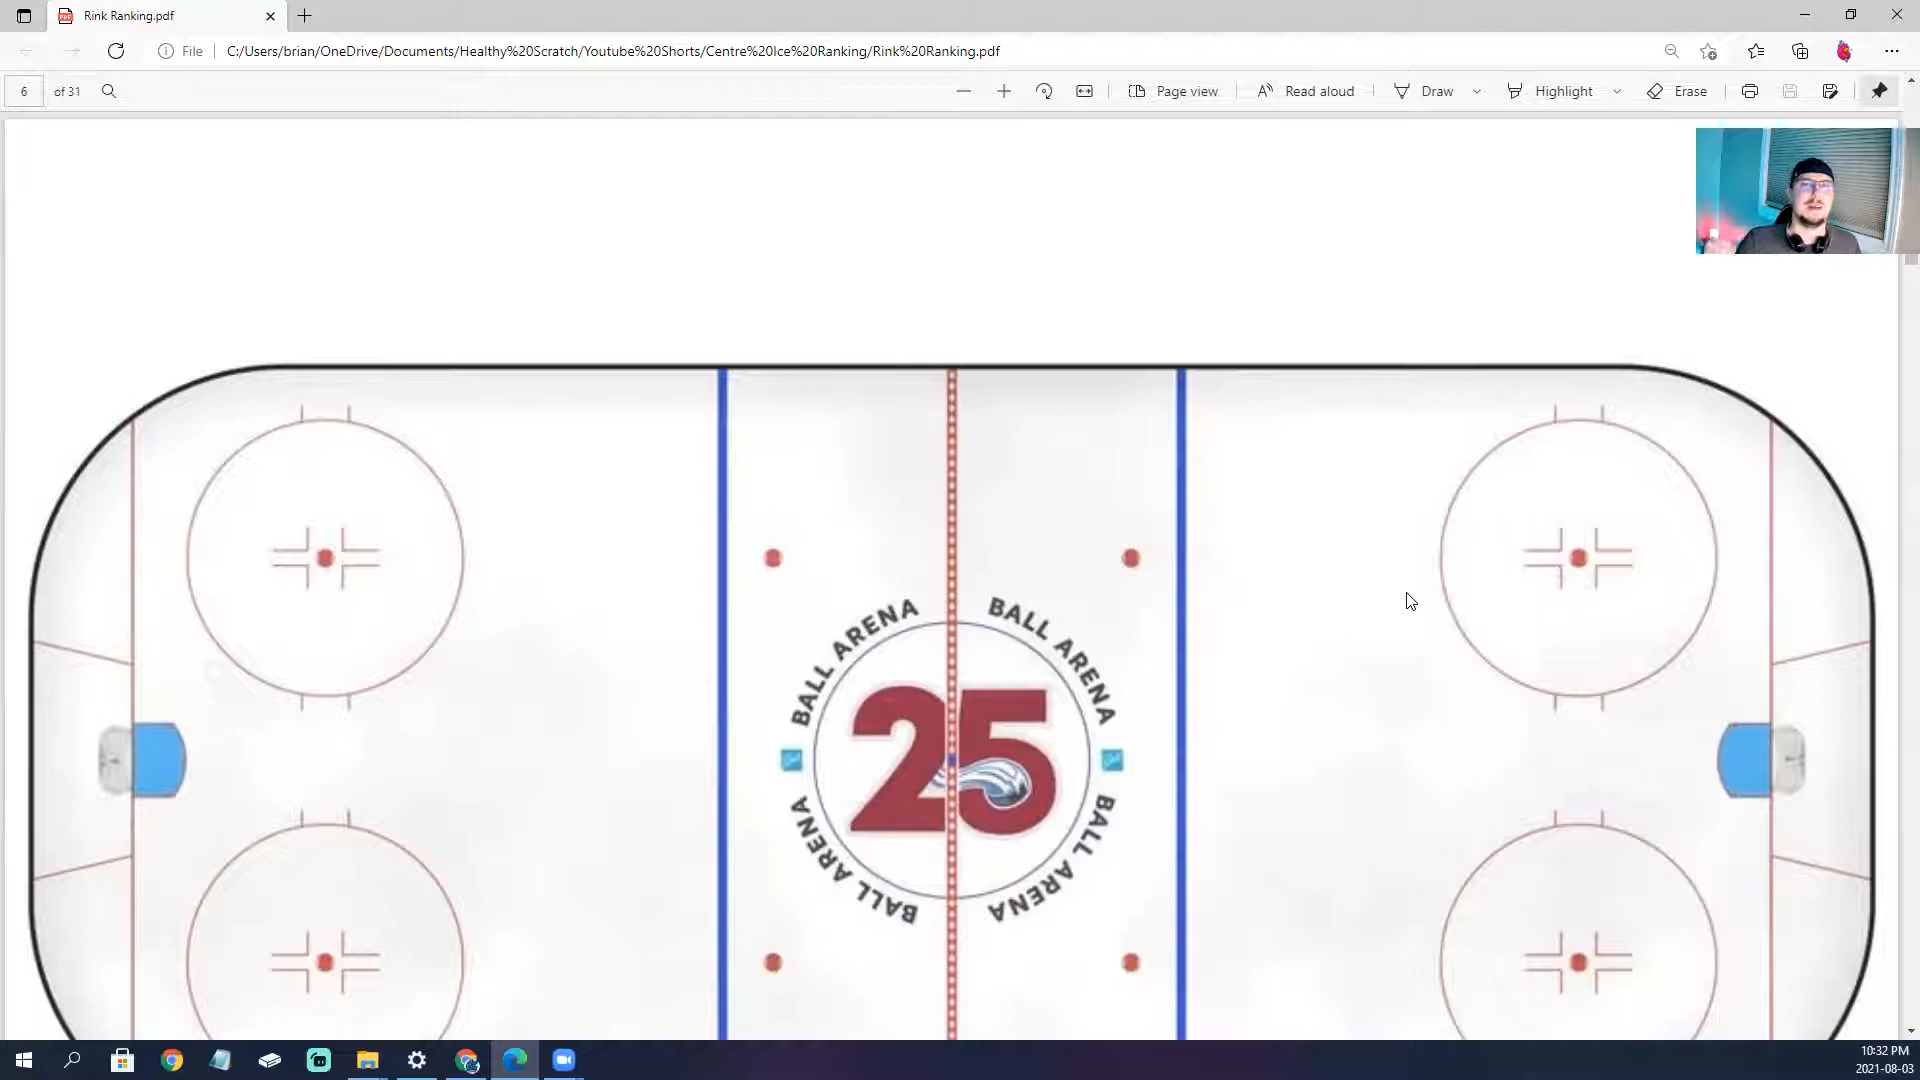 Rink Ranking.pdf
File
C:/Users/brian/OneDrive/Documents/Healthy%20Scratch/Youtube%20Shorts/Centre%20Ice%20Ranking/Rink%20Ranking.pdf
6 of 31
Page view
Read aloud
Draw
Highlight
Erase
BALL ARENA
BALL ARENA
25
BALL ARENA
BALL ARENA
10:32 PM
2021-08-03